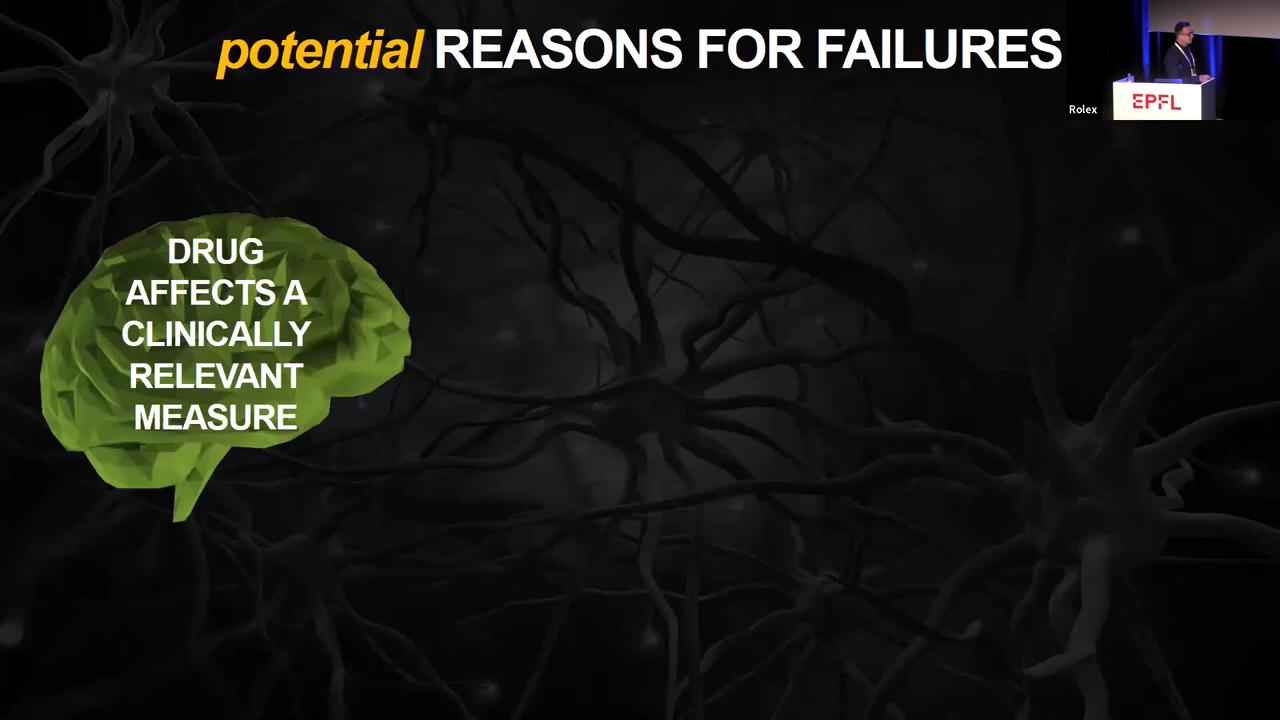 potential REASONS FOR FAILURES
EPFL
Rolex
DRUG
AFFECTS A
CLINICALLY
RELEVANT
MEASURE